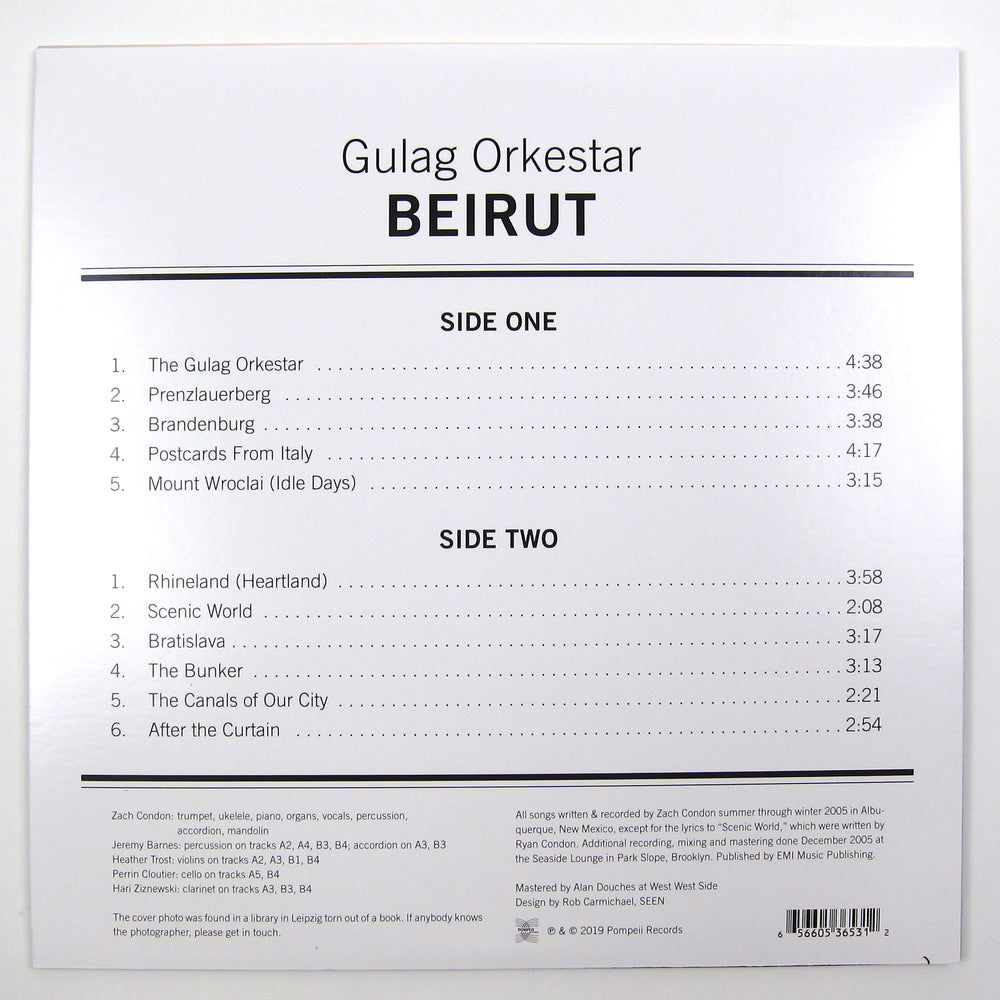 Gulag Orkestar
BEIRUT
SIDE ONE
1. The Gulag Orkestar 4:38
2. Prenzlauerberg 3:46
3. Brandenburg 3:38
4. Postcards From Italy 4:17
5. Mount Wroclai (Idle Days) 3:15
SIDE TWO
1. Rhineland (Heartland) 3:58
2. Scenic World 2:08
3. Bratislava 3:17
4. The Bunker 3:13
5. The Canals of Our City 2:21
6. After the Curtain 2:54
Zach Condon: trumpet, ukelele, piano, organs, vocals, percussion,
accordion, mandolin
Jeremy Barnes: percussion on tracks A2, A4, B3, B4; accordion on A3, B3
Heather Trost: violins on tracks A2, A3, B1, B4
Perrin Cloutier: cello on tracks A5, B4
Hari Ziznewski: clarinet on tracks A3, B3, B4
The cover photo was found in a library in Leipzig torn out of a book. If anybody knows
the photographer, please get in touch.
All songs written & recorded by Zach Condon summer through winter 2005 in Albu-
querque, New Mexico, except for the lyrics to “Scenic World,” which were written by
Ryan Condon. Additional recording, mixing and mastering done December 2005 at
the Seaside Lounge in Park Slope, Brooklyn. Published by EMI Music Publishing.
Mastered by Alan Douches at West West Side
Design by Rob Carmichael, SEEN
POMPEII
℗ & © 2019 Pompeii Records
6 56605 36531 2